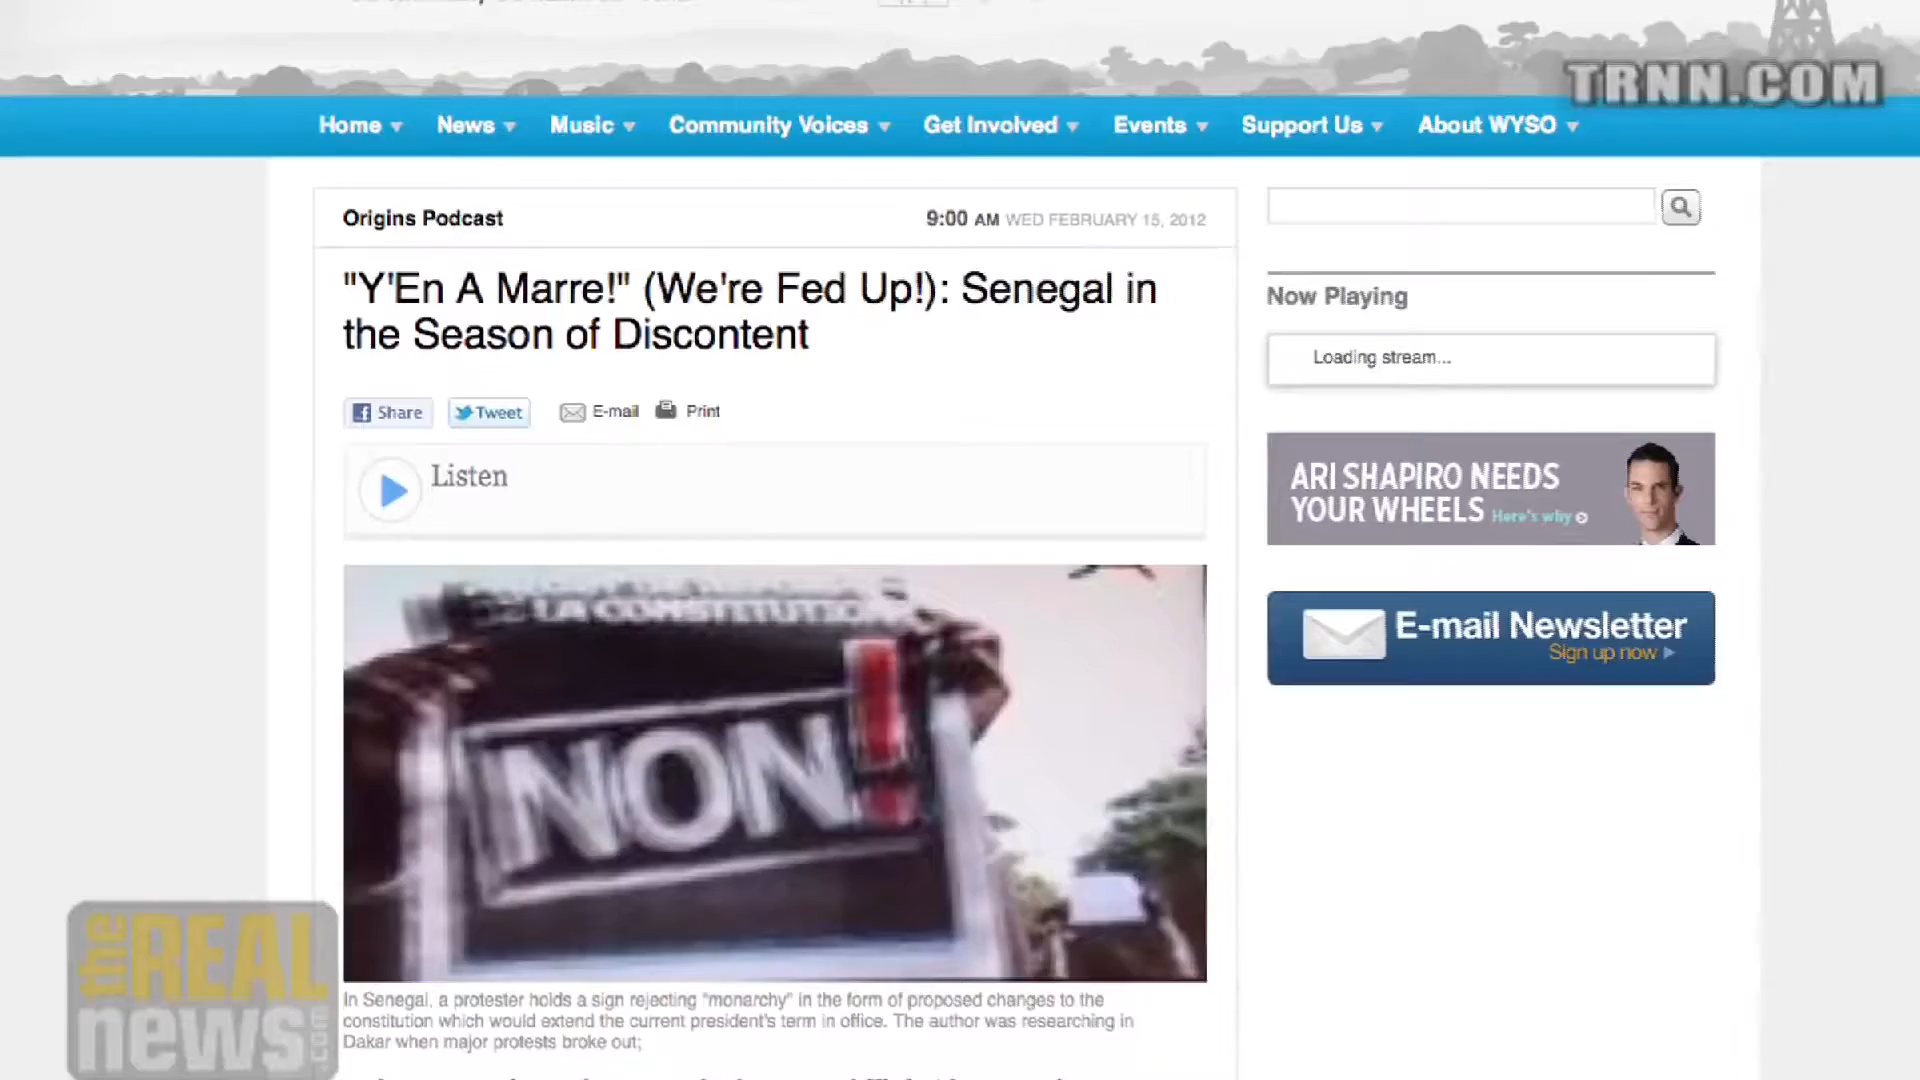 TRNN.COM
Home News Music Community Voices Get Involved Events Support Us About WYSO
Origins Podcast
9:00 AM WED FEBRUARY 15, 2012
"Y'En A Marre!" (We're Fed Up!): Senegal in
the Season of Discontent
Share Tweet E-mail Print
Listen
LA CONSTITUTION
NON!
In Senegal, a protester holds a sign rejecting "monarchy" in the form of proposed changes to the
constitution which would extend the current president's term in office. The author was researching in
Dakar when major protests broke out;
Now Playing
Loading stream...
ARI SHAPIRO NEEDS
YOUR WHEELS Here's why
E-mail Newsletter
Sign up now
the REAL
news.com